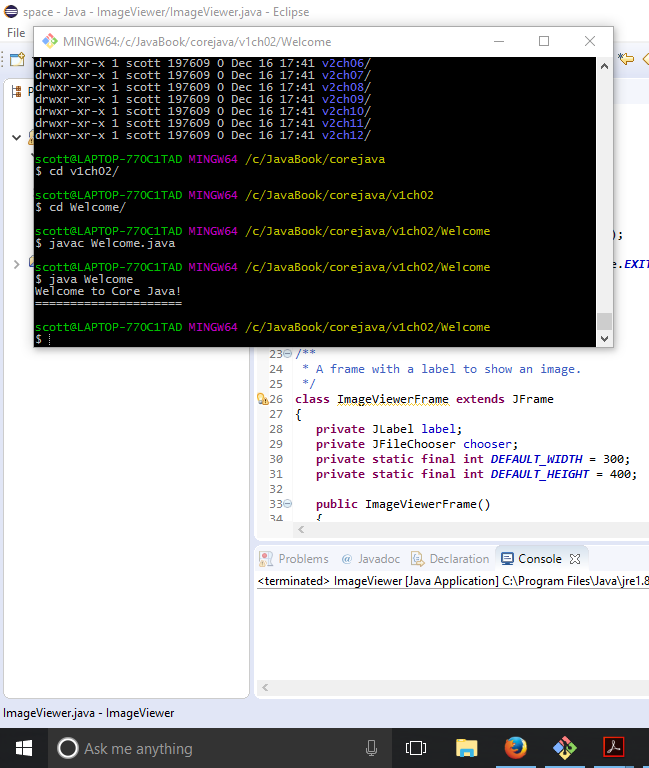 space - Java - ImageViewer/ImageViewer.java - Eclipse
File
MINGW64:/c/JavaBook/corejava/v1ch02/Welcome
drwxr-xr-x 1 scott 197609 0 Dec 16 17:41 v2ch06/
drwxr-xr-x 1 scott 197609 0 Dec 16 17:41 v2ch07/
drwxr-xr-x 1 scott 197609 0 Dec 16 17:41 v2ch08/
drwxr-xr-x 1 scott 197609 0 Dec 16 17:41 v2ch09/
drwxr-xr-x 1 scott 197609 0 Dec 16 17:41 v2ch10/
drwxr-xr-x 1 scott 197609 0 Dec 16 17:41 v2ch11/
drwxr-xr-x 1 scott 197609 0 Dec 16 17:41 v2ch12/
scott@LAPTOP-77OC1TAD MINGW64 /c/JavaBook/corejava
$ cd v1ch02/
scott@LAPTOP-77OC1TAD MINGW64 /c/JavaBook/corejava/v1ch02
$ cd Welcome/
scott@LAPTOP-77OC1TAD MINGW64 /c/JavaBook/corejava/v1ch02/Welcome
$ javac Welcome.java
scott@LAPTOP-77OC1TAD MINGW64 /c/JavaBook/corejava/v1ch02/Welcome
$ java Welcome
Welcome to Core Java!
=====================
scott@LAPTOP-77OC1TAD MINGW64 /c/JavaBook/corejava/v1ch02/Welcome
$
P
);
e.EXIT
23 /**
24 * A frame with a label to show an image.
25 */
26 class ImageViewerFrame extends JFrame
27 {
28 private JLabel label;
29 private JFileChooser chooser;
30 private static final int DEFAULT_WIDTH = 300;
31 private static final int DEFAULT_HEIGHT = 400;
32
33 public ImageViewerFrame()
34 {
Problems @ Javadoc Declaration Console
<terminated> ImageViewer [Java Application] C:\Program Files\Java\jre1.8
ImageViewer.java - ImageViewer
Ask me anything